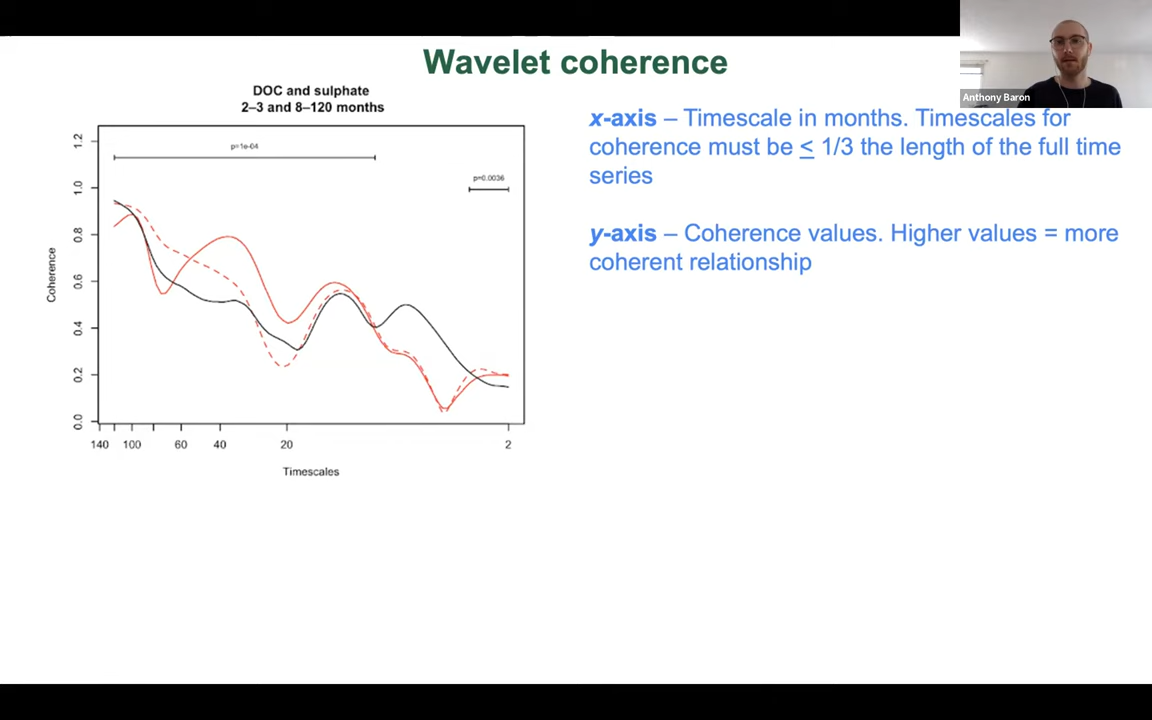 Wavelet coherence
Anthony Baron
DOC and sulphate
2–3 and 8–120 months
p=1e-04
p=0.0036
1.2
1.0
0.8
0.6
0.4
0.2
0.0
Coherence
140 100 60 40 20 2
Timescales
x-axis – Timescale in months. Timescales for
coherence must be < 1/3 the length of the full time
series
y-axis – Coherence values. Higher values = more
coherent relationship